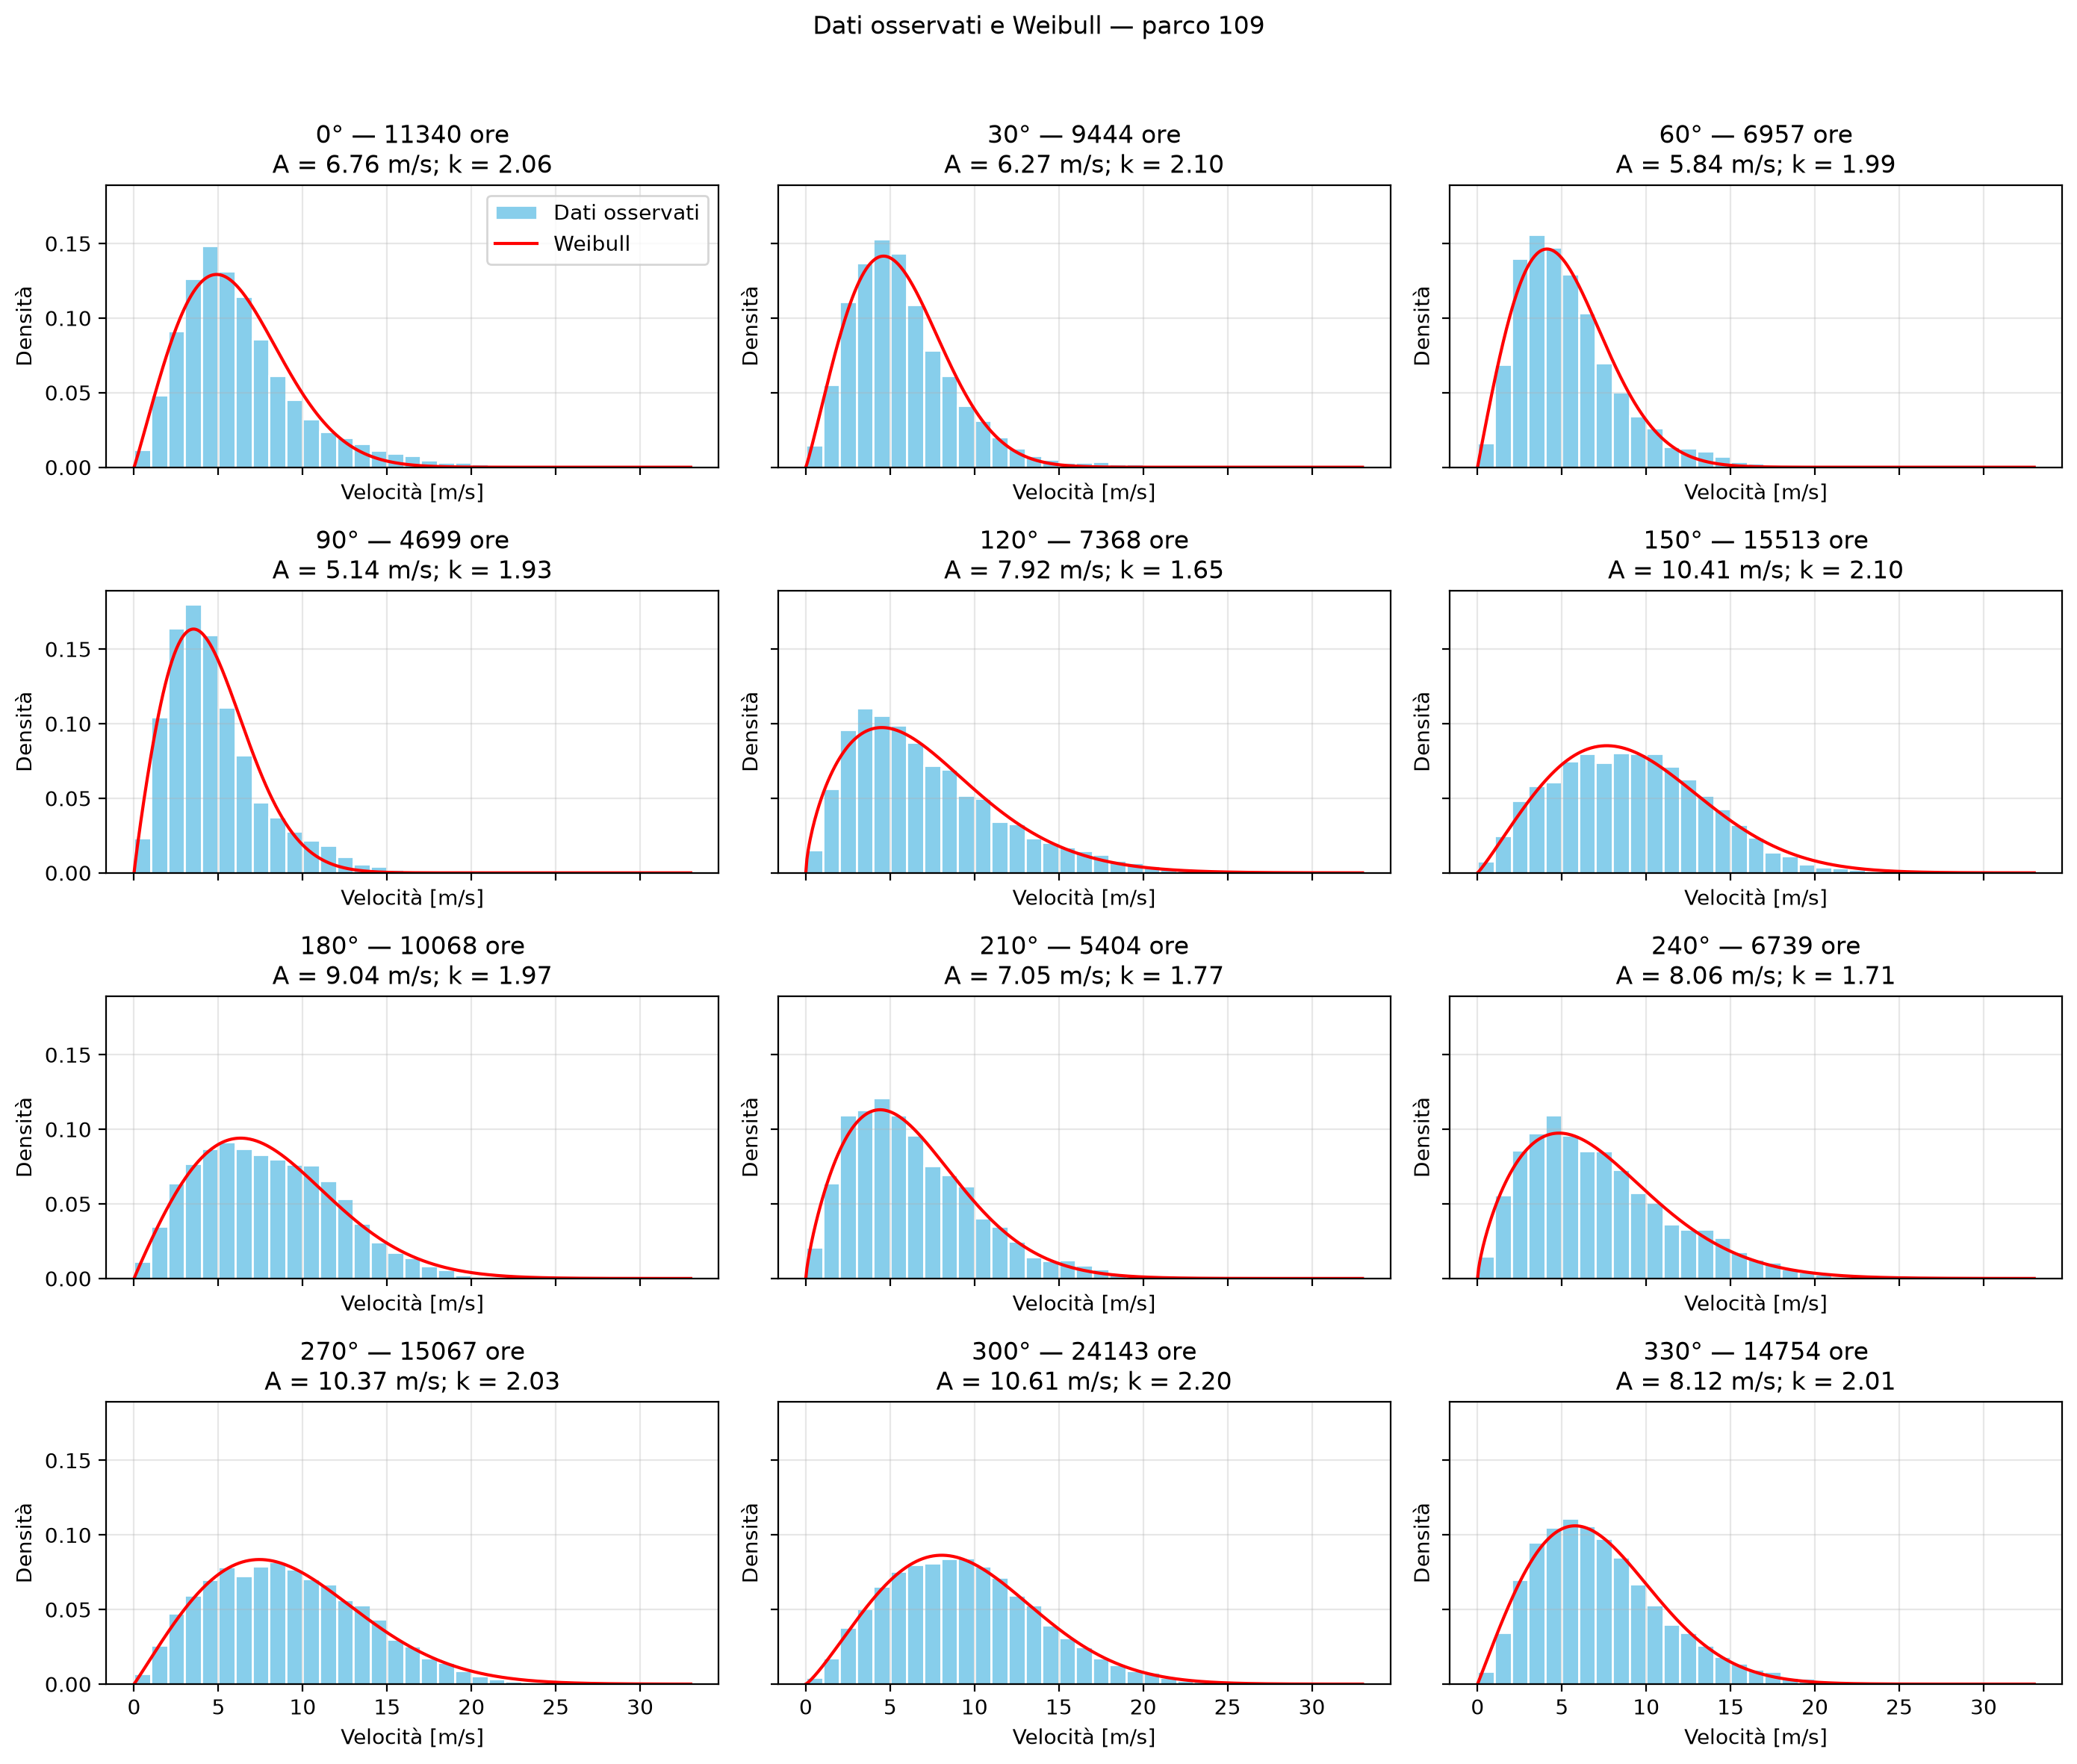 Dati osservati e Weibull — parco 109
0° — 11340 ore
A = 6.76 m/s; k = 2.06
30° — 9444 ore
A = 6.27 m/s; k = 2.10
60° — 6957 ore
A = 5.84 m/s; k = 1.99
Dati osservati
Weibull
Densità
0.15
0.10
0.05
0.00
Velocità [m/s]
Densità
Velocità [m/s]
Densità
Velocità [m/s]
90° — 4699 ore
A = 5.14 m/s; k = 1.93
120° — 7368 ore
A = 7.92 m/s; k = 1.65
150° — 15513 ore
A = 10.41 m/s; k = 2.10
Densità
0.15
0.10
0.05
0.00
Velocità [m/s]
Densità
Velocità [m/s]
Densità
Velocità [m/s]
180° — 10068 ore
A = 9.04 m/s; k = 1.97
210° — 5404 ore
A = 7.05 m/s; k = 1.77
240° — 6739 ore
A = 8.06 m/s; k = 1.71
Densità
0.15
0.10
0.05
0.00
Velocità [m/s]
Densità
Velocità [m/s]
Densità
Velocità [m/s]
270° — 15067 ore
A = 10.37 m/s; k = 2.03
300° — 24143 ore
A = 10.61 m/s; k = 2.20
330° — 14754 ore
A = 8.12 m/s; k = 2.01
Densità
0.15
0.10
0.05
0.00
0 5 10 15 20 25 30
Velocità [m/s]
Densità
0 5 10 15 20 25 30
Velocità [m/s]
Densità
0 5 10 15 20 25 30
Velocità [m/s]